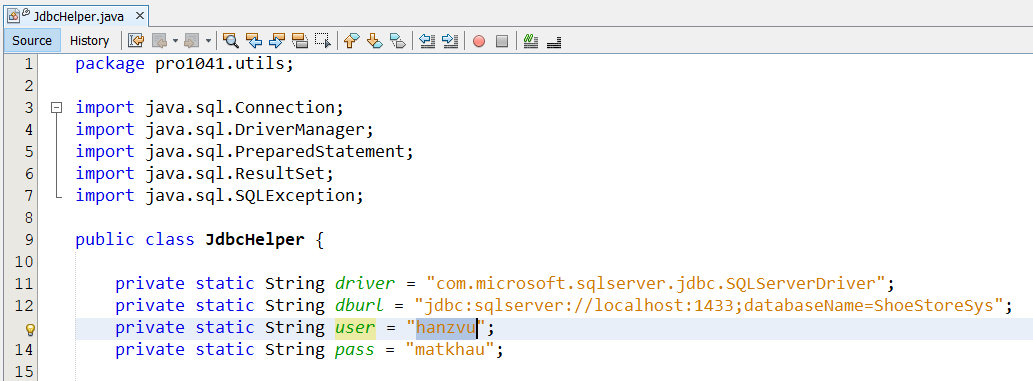 JdbcHelper.java
Source History
1 package pro1041.utils;
2
3 import java.sql.Connection;
4 import java.sql.DriverManager;
5 import java.sql.PreparedStatement;
6 import java.sql.ResultSet;
7 import java.sql.SQLException;
8
9 public class JdbcHelper {
10
11 private static String driver = "com.microsoft.sqlserver.jdbc.SQLServerDriver";
12 private static String dburl = "jdbc:sqlserver://localhost:1433;databaseName=ShoeStoreSys";
private static String user = "hanzvu";
14 private static String pass = "matkhau";
15